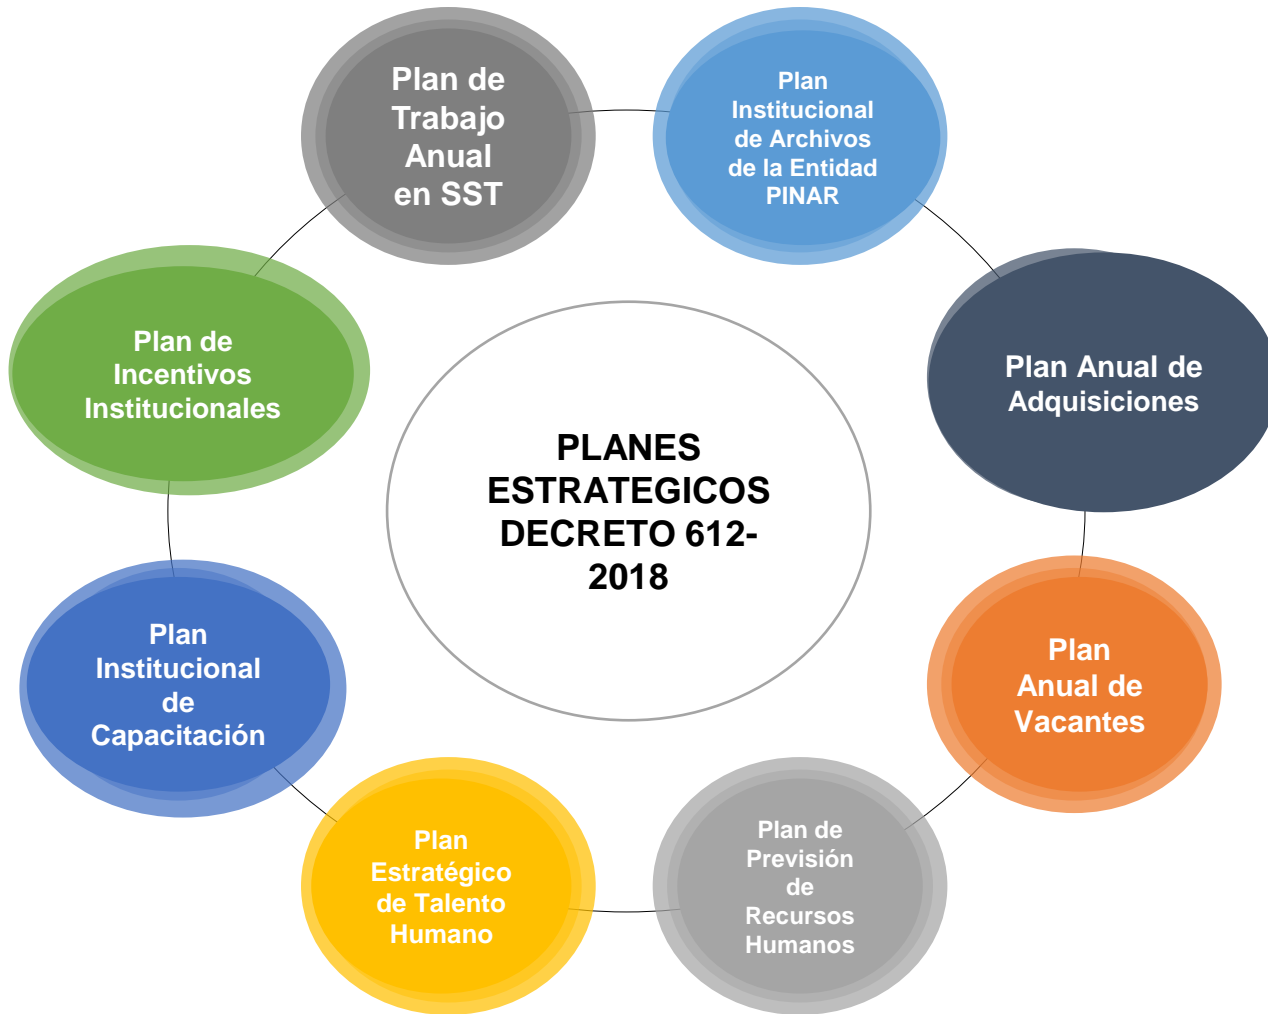 Plan de
Trabajo
Anual
en SST
Plan
Institucional
de Archivos
de la Entidad
PINAR
Plan Anual de
Adquisiciones
Plan
Anual de
Vacantes
Plan de
Previsión
de
Recursos
Humanos
Plan
Estratégico
de Talento
Humano
Plan
Institucional
de
Capacitación
Plan de
Incentivos
Institucionales
PLANES
ESTRATEGICOS
DECRETO 612-
2018